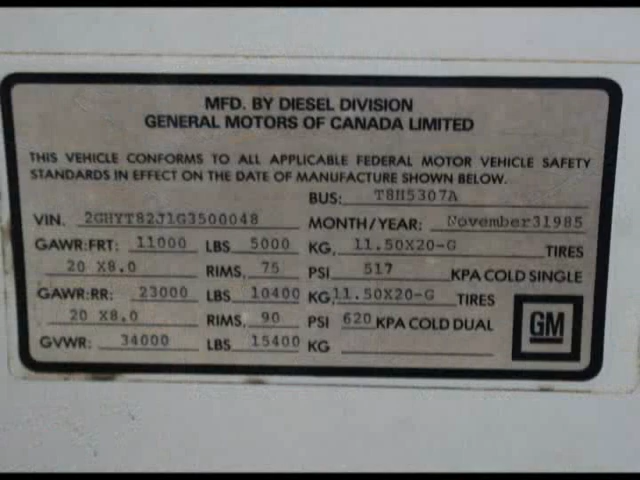 MFD. BY DIESEL DIVISION
GENERAL MOTORS OF CANADA LIMITED
THIS VEHICLE CONFORMS TO ALL APPLICABLE FEDERAL MOTOR VEHICLE SAFETY
STANDARDS IN EFFECT ON THE DATE OF MANUFACTURE SHOWN BELOW.
BUS: T8H5307A
VIN. 2GHYT82J1G3500048 MONTH/YEAR: November31985
GAWR:FRT: 11000 LBS 5000 KG, 11.50X20-G TIRES
20 X8.0 RIMS, 75 PSI 517 KPA COLD SINGLE
GAWR:RR: 23000 LBS 10400 KG, 11.50X20-G TIRES
20 X8.0 RIMS, 90 PSI 620 KPA COLD DUAL
GVWR: 34000 LBS 15400 KG
GM